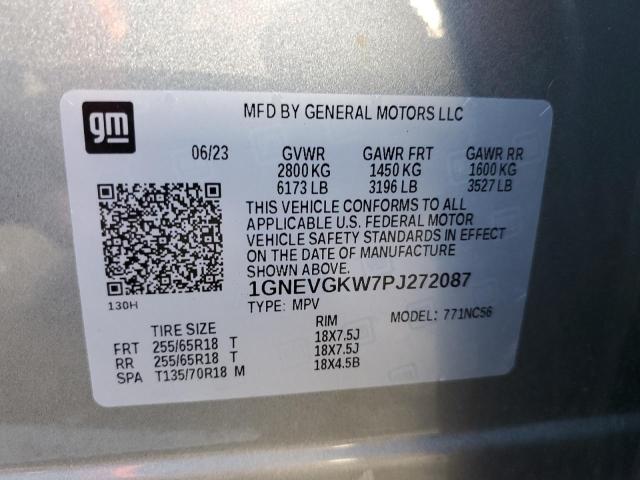 gm
MFD BY GENERAL MOTORS LLC
06/23 GVWR GAWR FRT GAWR RR
2800 KG 1450 KG 1600 KG
6173 LB 3196 LB 3527 LB
THIS VEHICLE CONFORMS TO ALL
APPLICABLE U.S. FEDERAL MOTOR
VEHICLE SAFETY STANDARDS IN EFFECT
ON THE DATE OF MANUFACTURE
SHOWN ABOVE.
1GNEVGKW7PJ272087
130H
TYPE: MPV MODEL: 771NC56
TIRE SIZE RIM
FRT 255/65R18 T 18X7.5J
RR 255/65R18 T 18X7.5J
SPA T135/70R18 M 18X4.5B